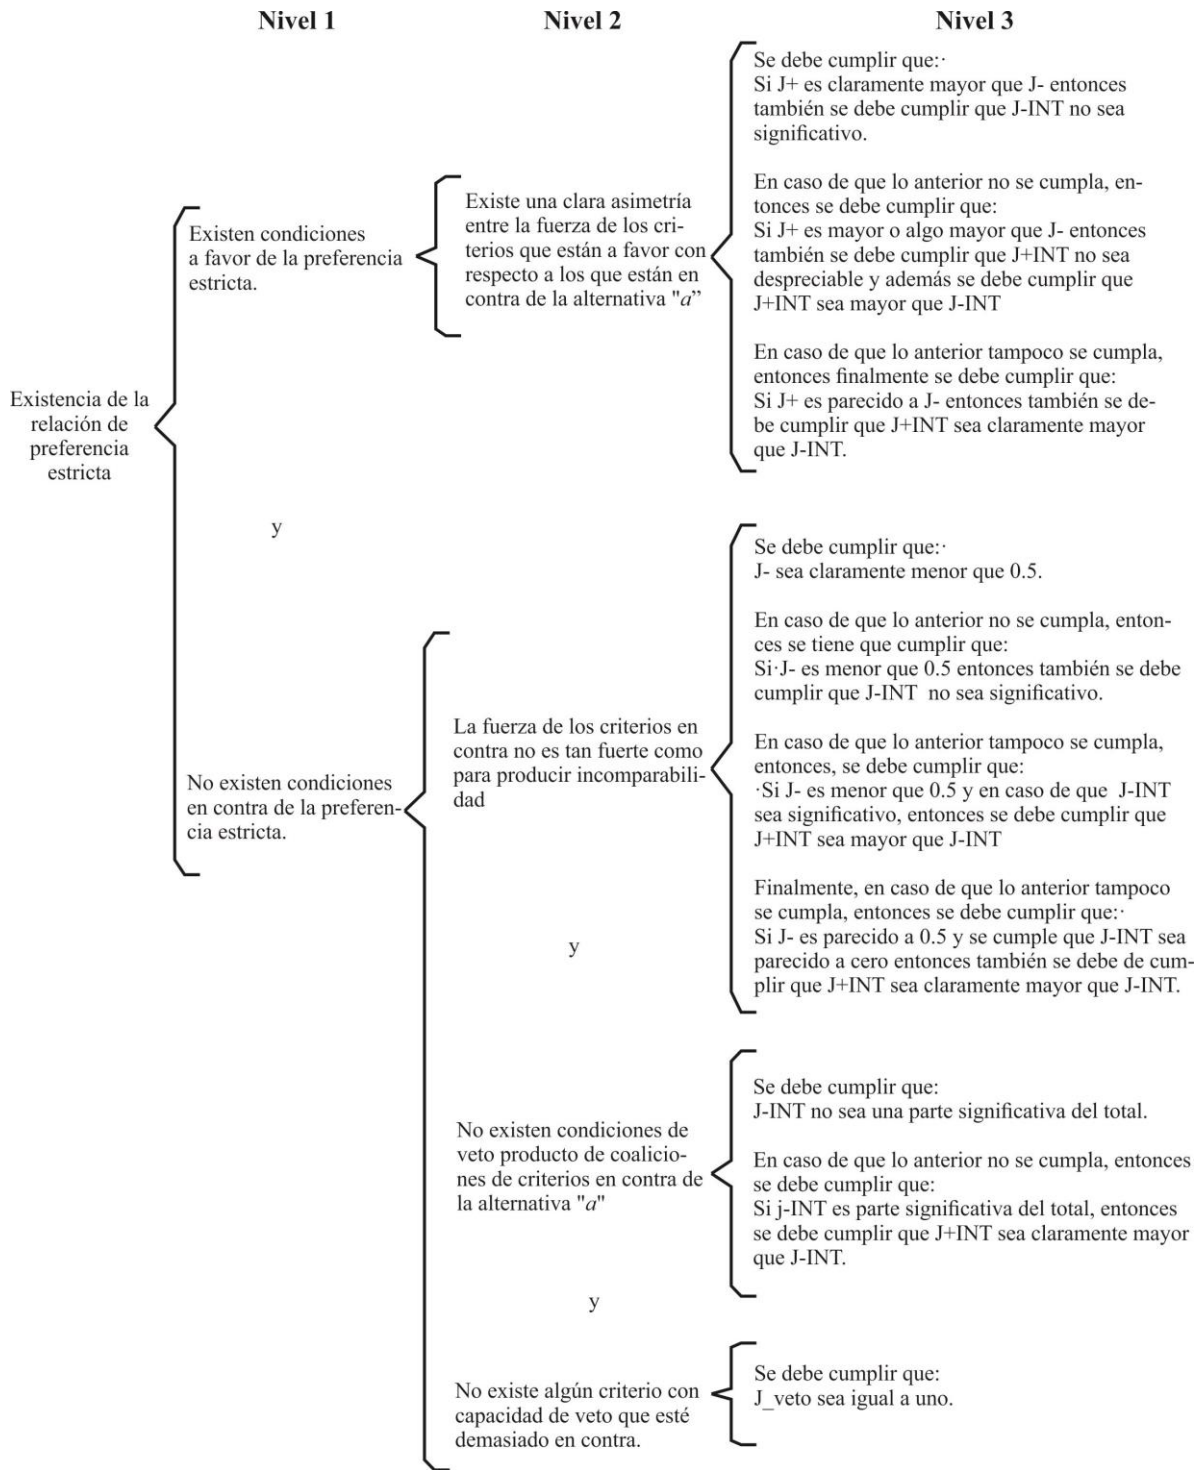 Nivel 1
Nivel 2
Nivel 3
Existencia de la
relación de
preferencia
estricta
Existen condiciones
a favor de la preferencia
estricta.
Existe una clara asimetría
entre la fuerza de los cri-
terios que están a favor con
respecto a los que están en
contra de la alternativa "a”
Se debe cumplir que:·
Si J+ es claramente mayor que J- entonces
también se debe cumplir que J-INT no sea
significativo.
En caso de que lo anterior no se cumpla, en-
tonces se debe cumplir que:
Si J+ es mayor o algo mayor que J- entonces
también se debe cumplir que J+INT no sea
despreciable y además se debe cumplir que
J+INT sea mayor que J-INT
En caso de que lo anterior tampoco se cumpla,
entonces finalmente se debe cumplir que:
Si J+ es parecido a J- entonces también se de-
be cumplir que J+INT sea claramente mayor
que J-INT.
y
No existen condiciones
en contra de la preferen-
cia estricta.
La fuerza de los criterios en
contra no es tan fuerte como
para producir incomparabili-
dad
Se debe cumplir que:·
J- sea claramente menor que 0.5.
En caso de que lo anterior no se cumpla, enton-
ces se tiene que cumplir que:
Si·J- es menor que 0.5 entonces también se debe
cumplir que J-INT no sea significativo.
En caso de que lo anterior tampoco se cumpla,
entonces, se debe cumplir que:
·Si J- es menor que 0.5 y en caso de que J-INT
sea significativo, entonces se debe cumplir que
J+INT sea mayor que J-INT
Finalmente, en caso de que lo anterior tampoco
se cumpla, entonces se debe cumplir que:·
Si J- es parecido a 0.5 y se cumple que J-INT sea
parecido a cero entonces también se debe de cum-
plir que J+INT sea claramente mayor que J-INT.
y
No existen condiciones de
veto producto de coalicio-
nes de criterios en contra de
la alternativa "a"
Se debe cumplir que:
J-INT no sea una parte significativa del total.
En caso de que lo anterior no se cumpla, entonces
se debe cumplir que:
Si j-INT es parte significativa del total, entonces
se debe cumplir que J+INT sea claramente mayor
que J-INT.
y
No existe algún criterio con
capacidad de veto que esté
demasiado en contra.
Se debe cumplir que:
J_veto sea igual a uno.